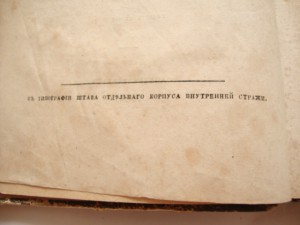 ВЪ ТИПОГРАФІИ ШТАБА ОТДѢЛЬНАГО КОРПУСА ВНУТРЕННЕЙ СТРАЖИ.